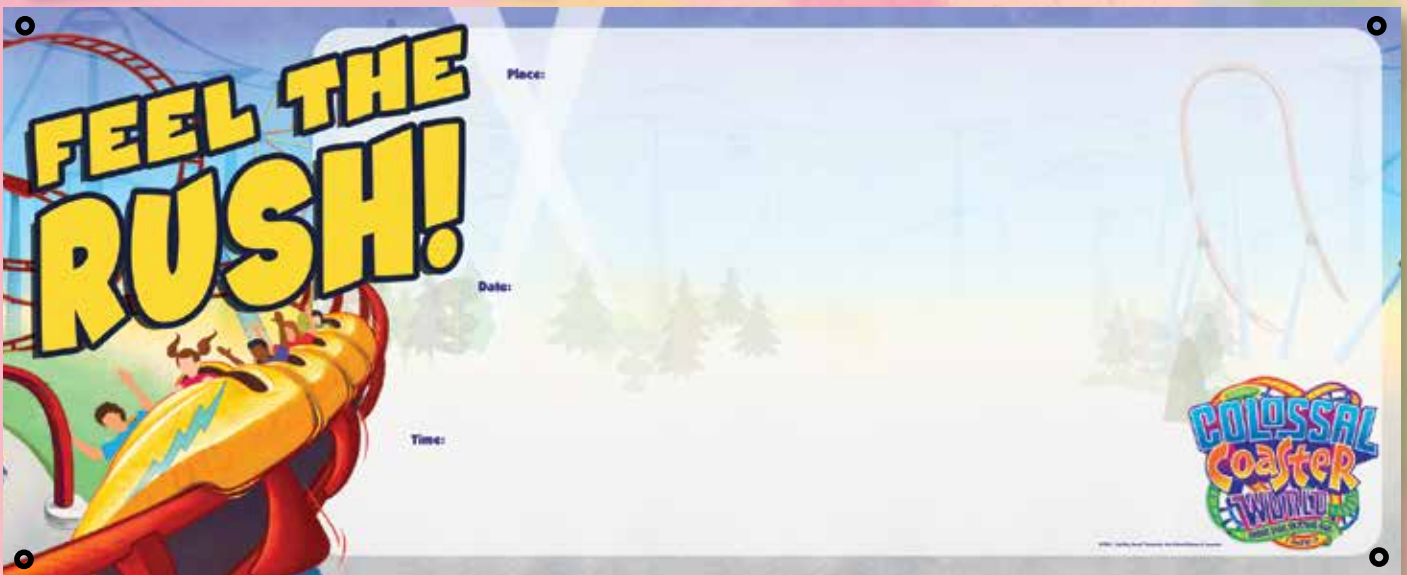 FEEL THE
RUSH!
Place:
Date:
Time:
COLOSSAL
COASTER
WORLD